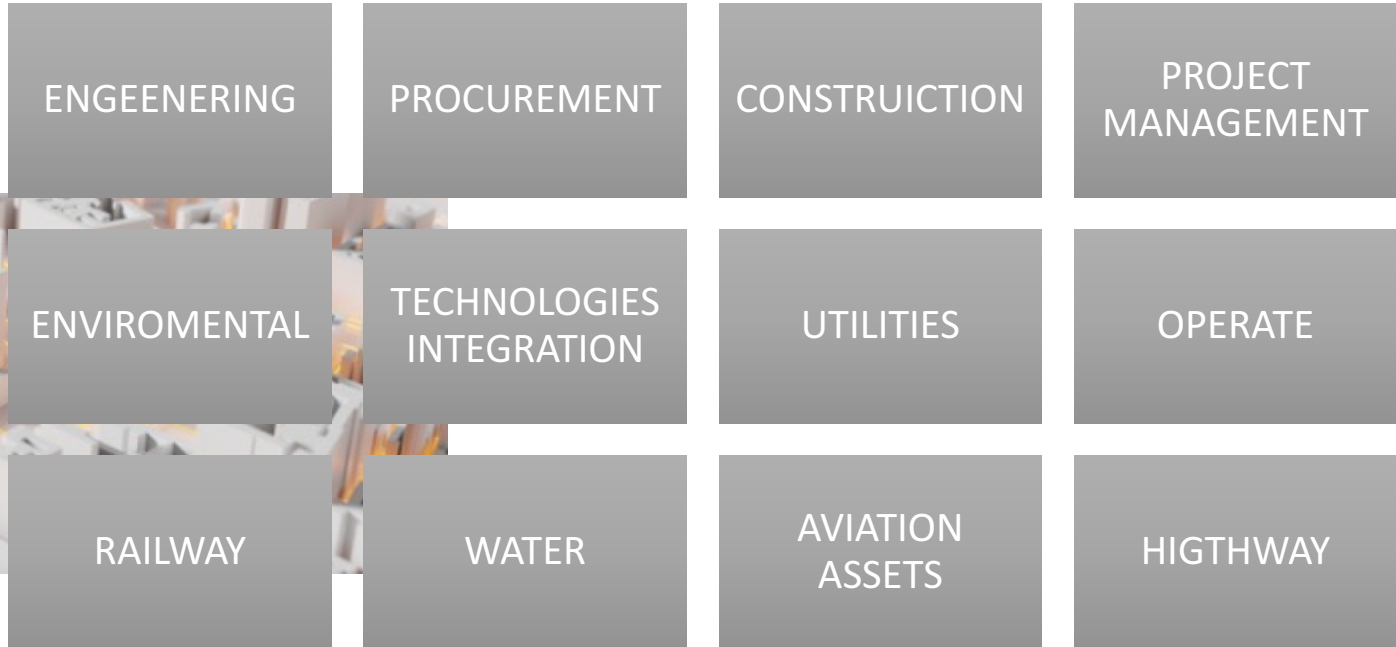 ENGEENERING
PROCUREMENT
CONSTRUICTION
PROJECT
MANAGEMENT
ENVIROMENTAL
TECHNOLOGIES
INTEGRATION
UTILITIES
OPERATE
RAILWAY
WATER
AVIATION
ASSETS
HIGTHWAY